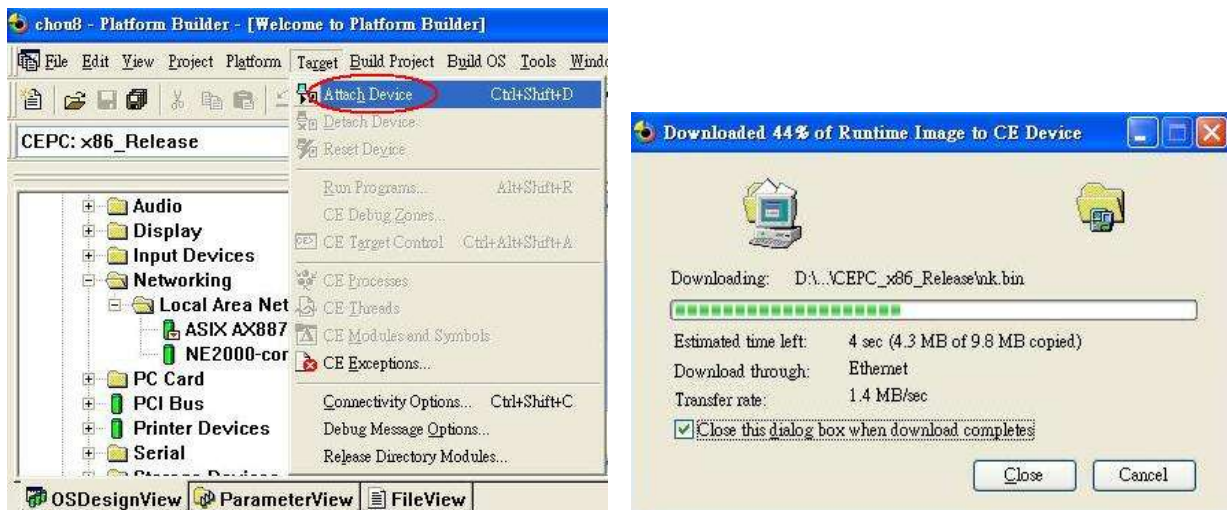 chou8 - Platform Builder - [Welcome to Platform Builder]
File Edit View Project Platform Target Build Project Build OS Tools
Attach Device Ctrl+Shift+D
Detach Device
Reset Device
CEPC: x86_Release
Run Programs... Alt+Shift+R
CE Debug Zones...
CE Target Control Ctrl+Alt+Shift+A
CE Processes
CE Threads
CE Modules and Symbols
CE Exceptions...
Connectivity Options... Ctrl+Shift+C
Debug Message Options...
Release Directory Modules...
Audio
Display
Input Devices
Networking
Local Area Net
ASIX AX887
NE2000-cor
PC Card
PCI Bus
Printer Devices
Serial
OSDesignView ParameterView FileView
Downloaded 44% of Runtime Image to CE Device
Downloading: D:\...\CEPC_x86_Release\nk.bin
Estimated time left: 4 sec (4.3 MB of 9.8 MB copied)
Download through: Ethernet
Transfer rate: 1.4 MB/sec
Close this dialog box when download completes
Close Cancel